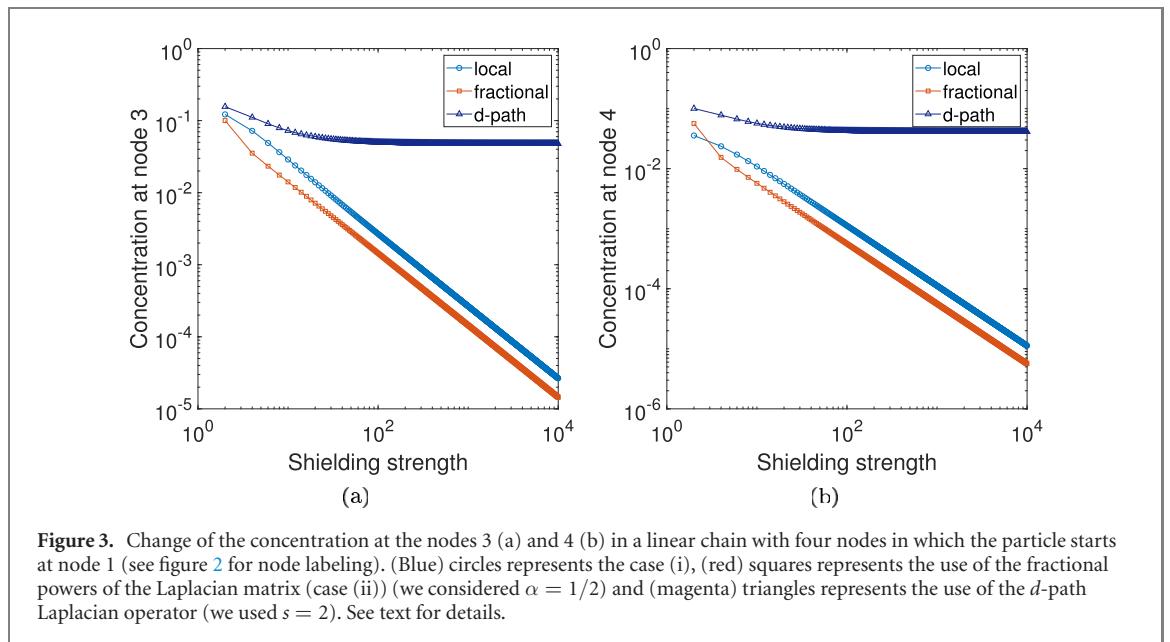 10^0
10^-1
10^-2
10^-3
10^-4
10^-5
Concentration at node 3
local
fractional
d-path
10^0 10^2 10^4
Shielding strength
(a)
10^0
10^-2
10^-4
10^-6
Concentration at node 4
local
fractional
d-path
10^0 10^2 10^4
Shielding strength
(b)
Figure 3. Change of the concentration at the nodes 3 (a) and 4 (b) in a linear chain with four nodes in which the particle starts
at node 1 (see figure 2 for node labeling). (Blue) circles represents the case (i), (red) squares represents the use of the fractional
powers of the Laplacian matrix (case (ii)) (we considered α = 1/2) and (magenta) triangles represents the use of the d-path
Laplacian operator (we used s = 2). See text for details.